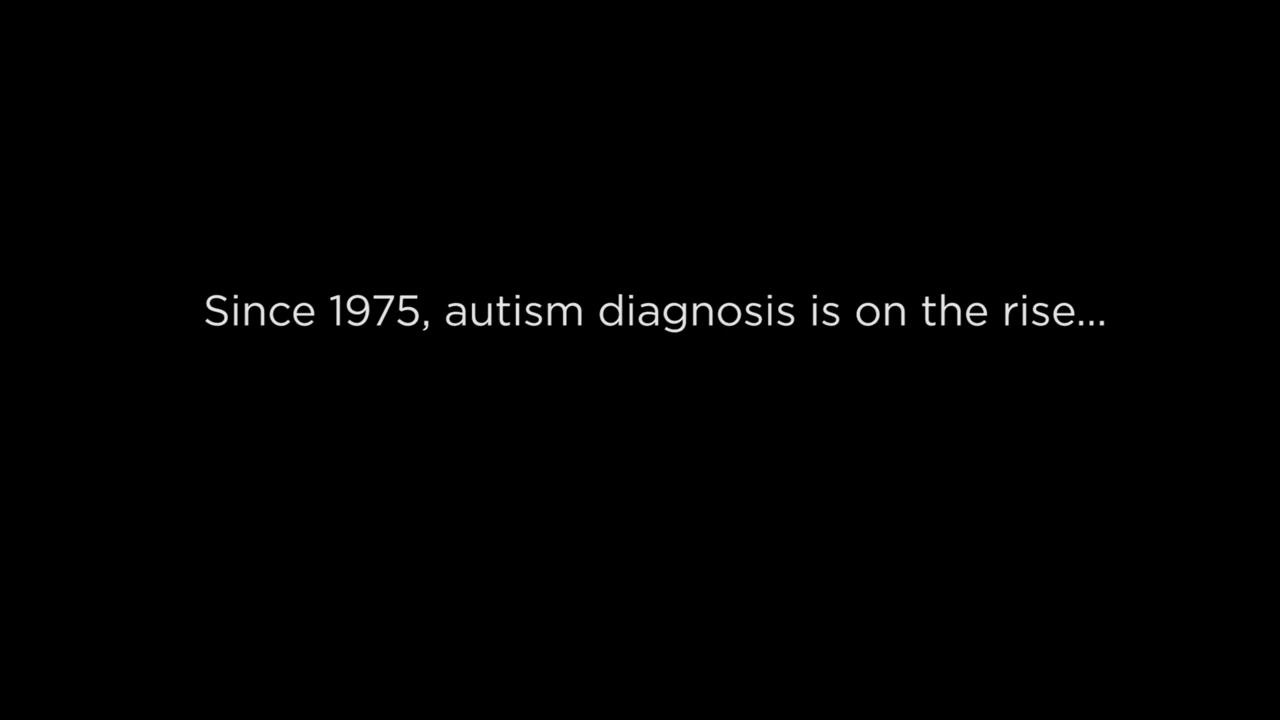 Since 1975, autism diagnosis is on the rise...